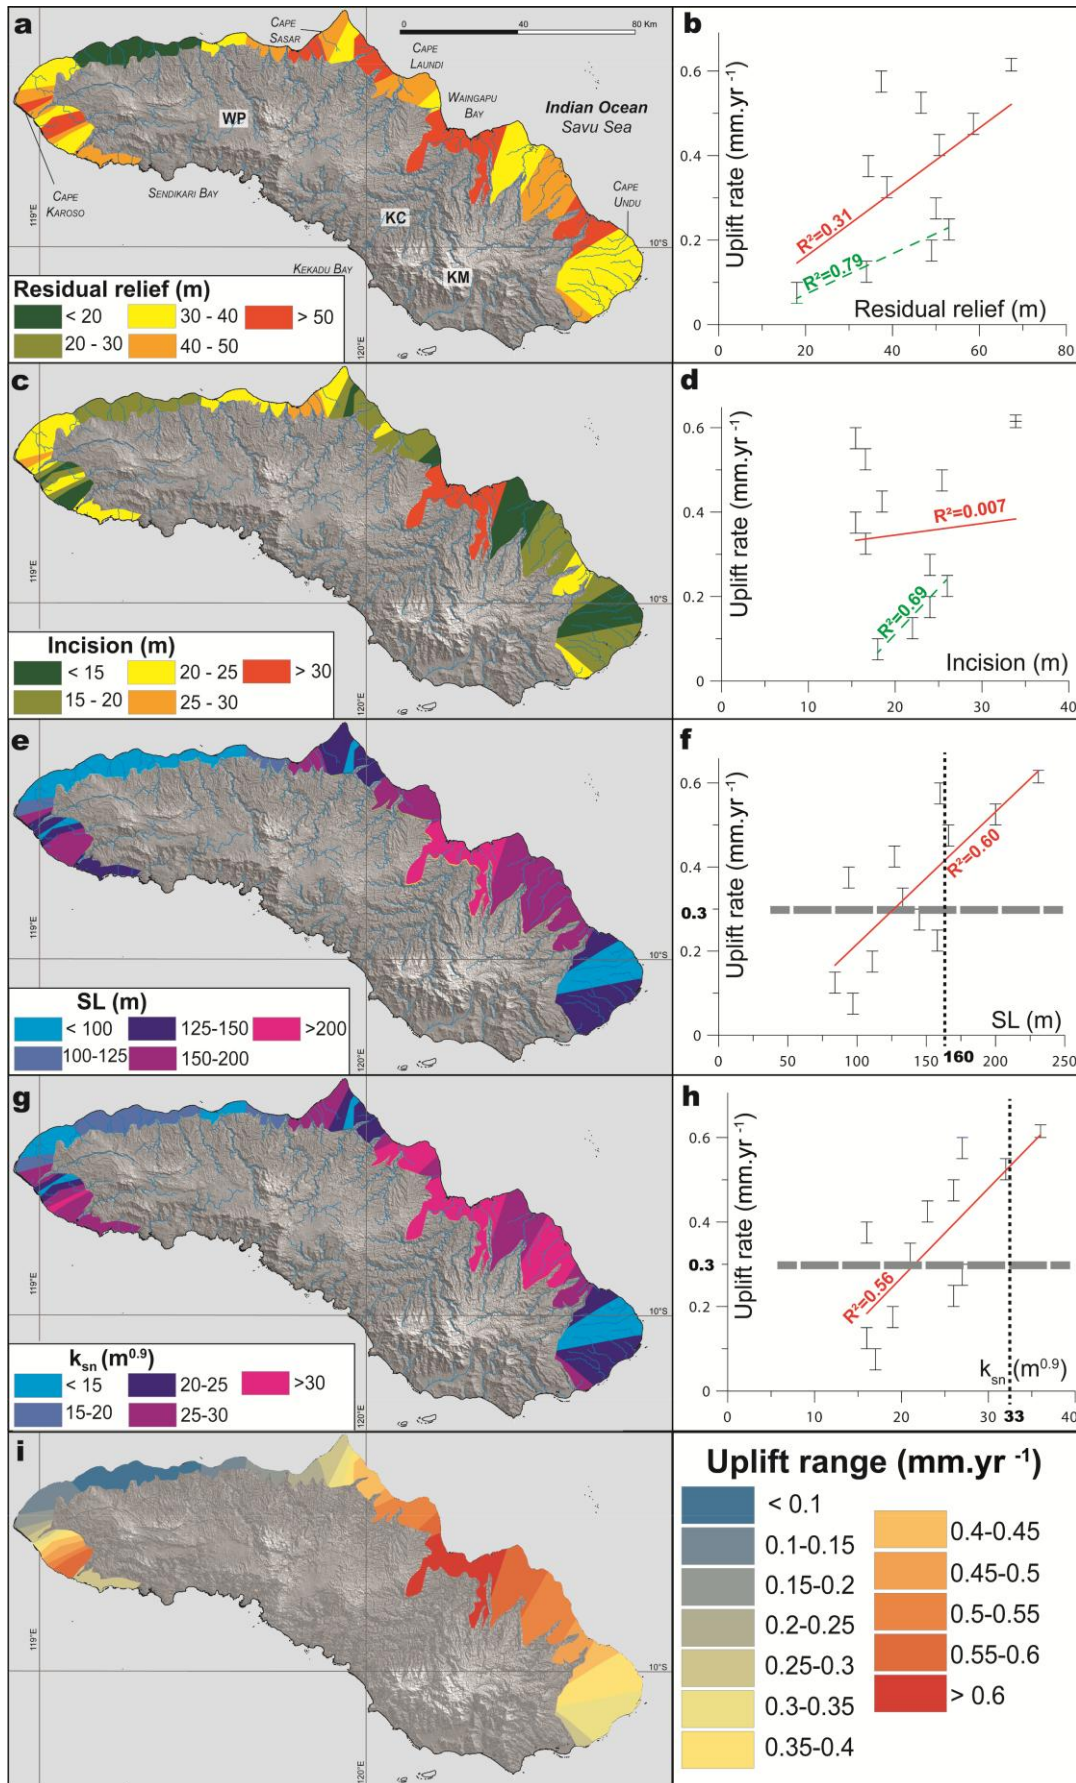 a
CAPE
SASAR
0
40
80 Km
CAPE
LAUNDI
WAINGAPU
BAY
Indian Ocean
Savu Sea
WP
119°E
CAPE
KAROSO
SENDIKARI BAY
KC
CAPE
UNDU
KEKADU BAY
KM
10°S
120°E
Residual relief (m)
< 20
30 - 40
> 50
20 - 30
40 - 50
b
Uplift rate (mm.yr -1)
0.6
0.4
0.2
0
R²=0.31
R²=0.79
Residual relief (m)
0
20
40
60
80
c
119°E
10°S
120°E
Incision (m)
< 15
20 - 25
> 30
15 - 20
25 - 30
d
Uplift rate (mm.yr -1)
0.6
0.4
0.2
0
R²=0.007
R²=0.69
Incision (m)
0
10
20
30
40
e
119°E
10°S
120°E
SL (m)
< 100
125-150
>200
100-125
150-200
f
Uplift rate (mm.yr -1)
0.6
0.4
0.3
0.2
0
R²=0.60
SL (m)
0
50
100
150
160
200
250
g
119°E
10°S
120°E
ksn (m0.9)
< 15
20-25
>30
15-20
25-30
h
Uplift rate (mm.yr -1)
0.6
0.4
0.3
0.2
0
R²=0.56
ksn (m0.9)
0
10
20
30
33
40
i
119°E
10°S
120°E
Uplift range (mm.yr -1)
< 0.1
0.1-0.15
0.15-0.2
0.2-0.25
0.25-0.3
0.3-0.35
0.35-0.4
0.4-0.45
0.45-0.5
0.5-0.55
0.55-0.6
> 0.6